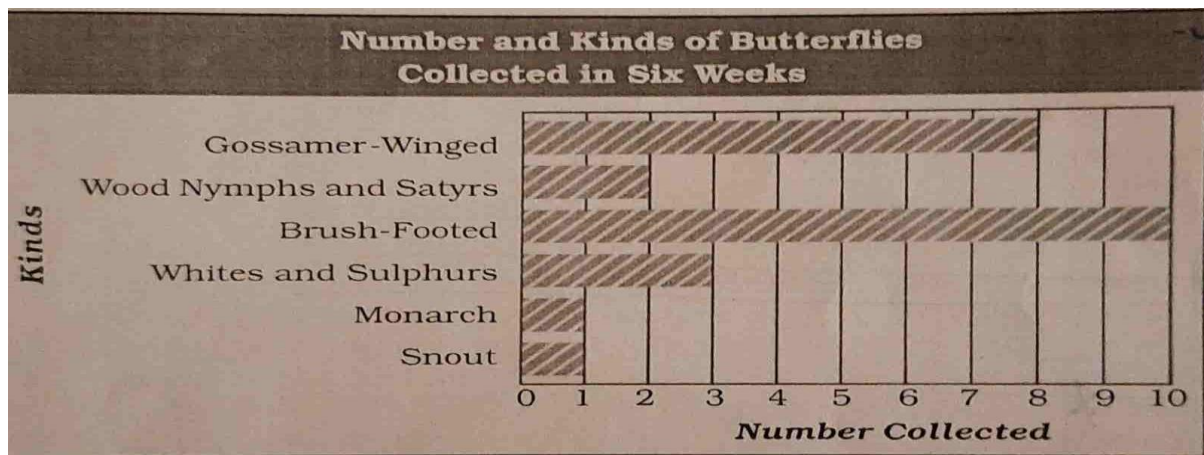 Number and Kinds of Butterflies
Collected in Six Weeks
Kinds
Gossamer-Winged
Wood Nymphs and Satyrs
Brush-Footed
Whites and Sulphurs
Monarch
Snout
0 1 2 3 4 5 6 7 8 9 10
Number Collected